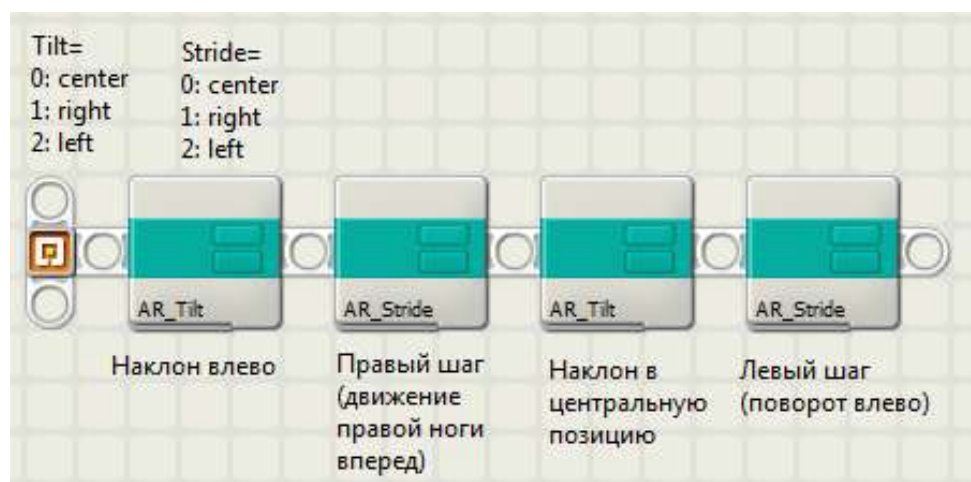 Tilt=
0: center
1: right
2: left
Stride=
0: center
1: right
2: left
AR_Tilt
AR_Stride
AR_Tilt
AR_Stride
Наклон влево
Правый шаг
(движение
правой ноги
вперед)
Наклон в
центральную
позицию
Левый шаг
(поворот влево)